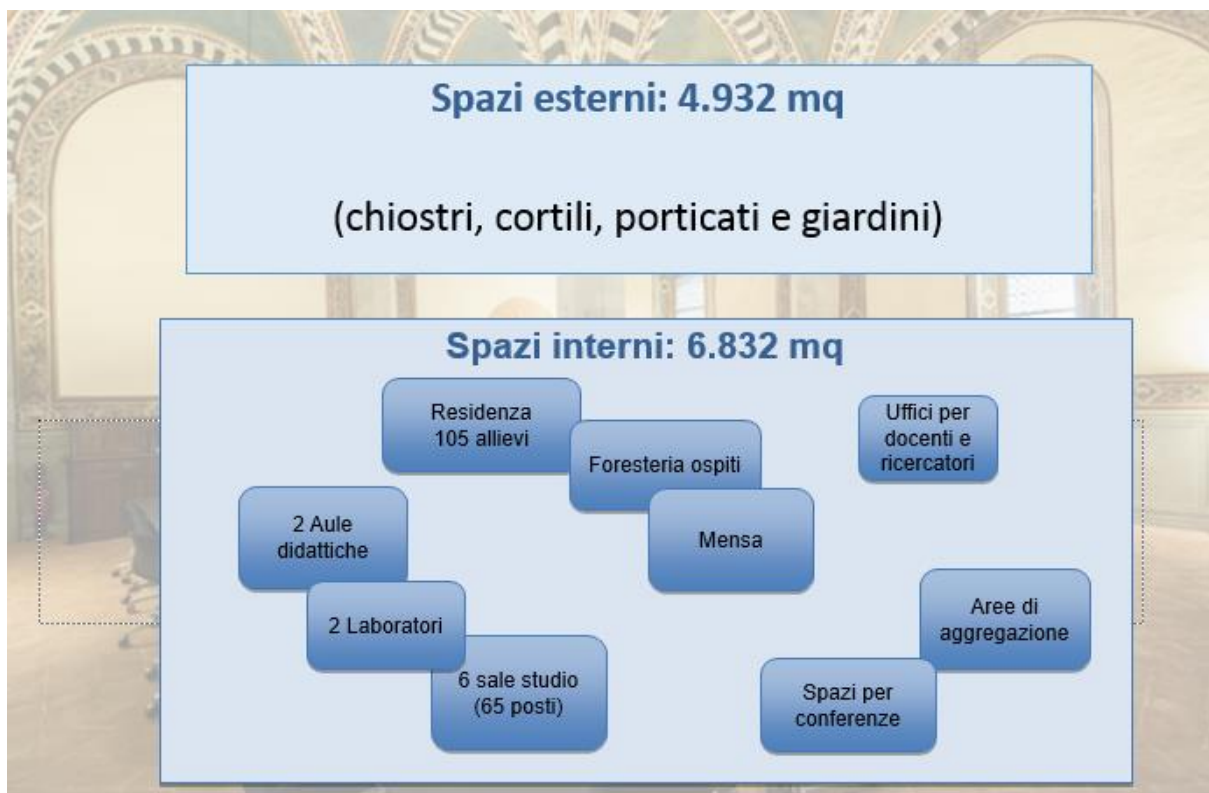 Spazi esterni: 4.932 mq
(chiostri, cortili, porticati e giardini)
Spazi interni: 6.832 mq
Residenza
105 allievi
Foresteria ospiti
Mensa
Uffici per
docenti e
ricercatori
2 Aule
didattiche
2 Laboratori
6 sale studio
(65 posti)
Aree di
aggregazione
Spazi per
conferenze